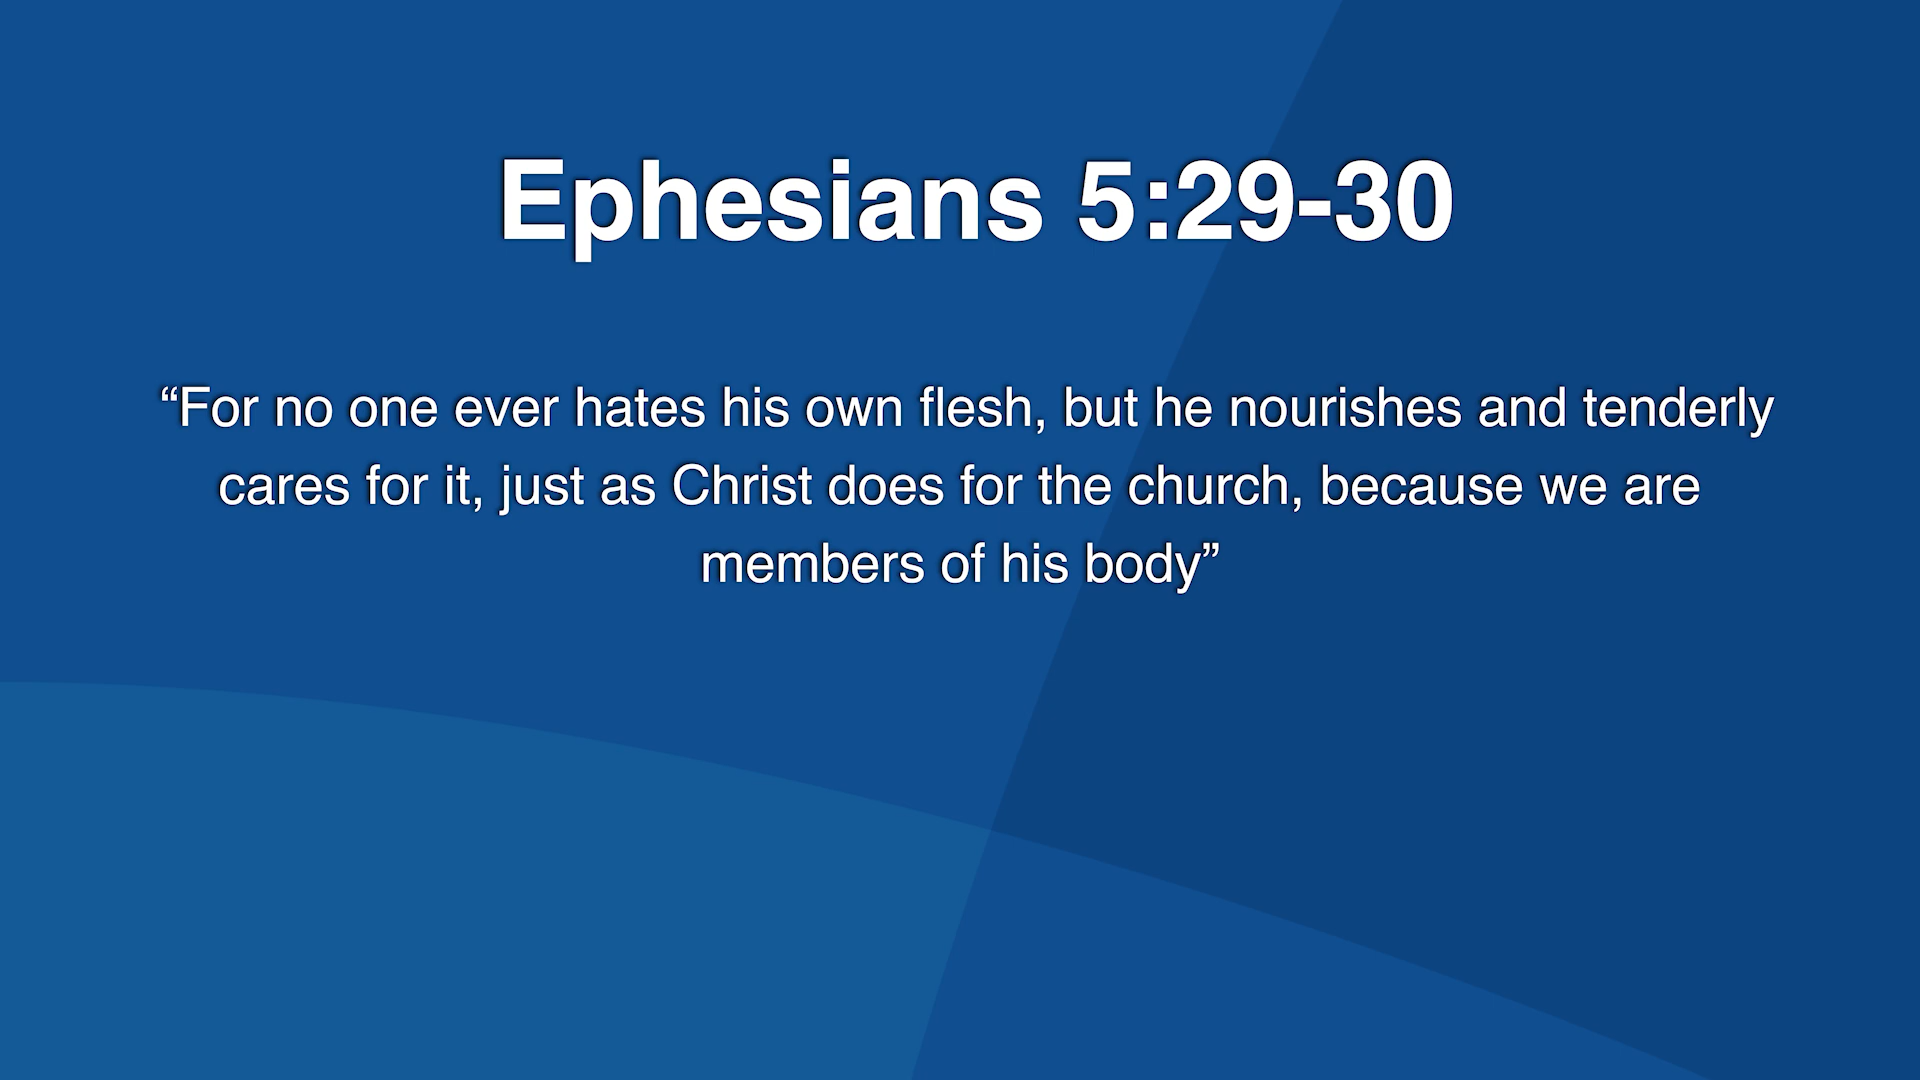 Ephesians 5:29-30
“For no one ever hates his own flesh, but he nourishes and tenderly
cares for it, just as Christ does for the church, because we are
members of his body”